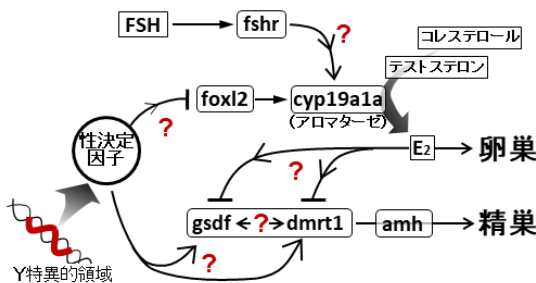 FSH
fshr
?
コレステロール
テストステロン
foxl2
cyp19a1a
(アロマターゼ)
?
性決定
因子
E2
卵巣
?
gsdf
?
dmrt1
amh
精巣
?
Y特異的領域